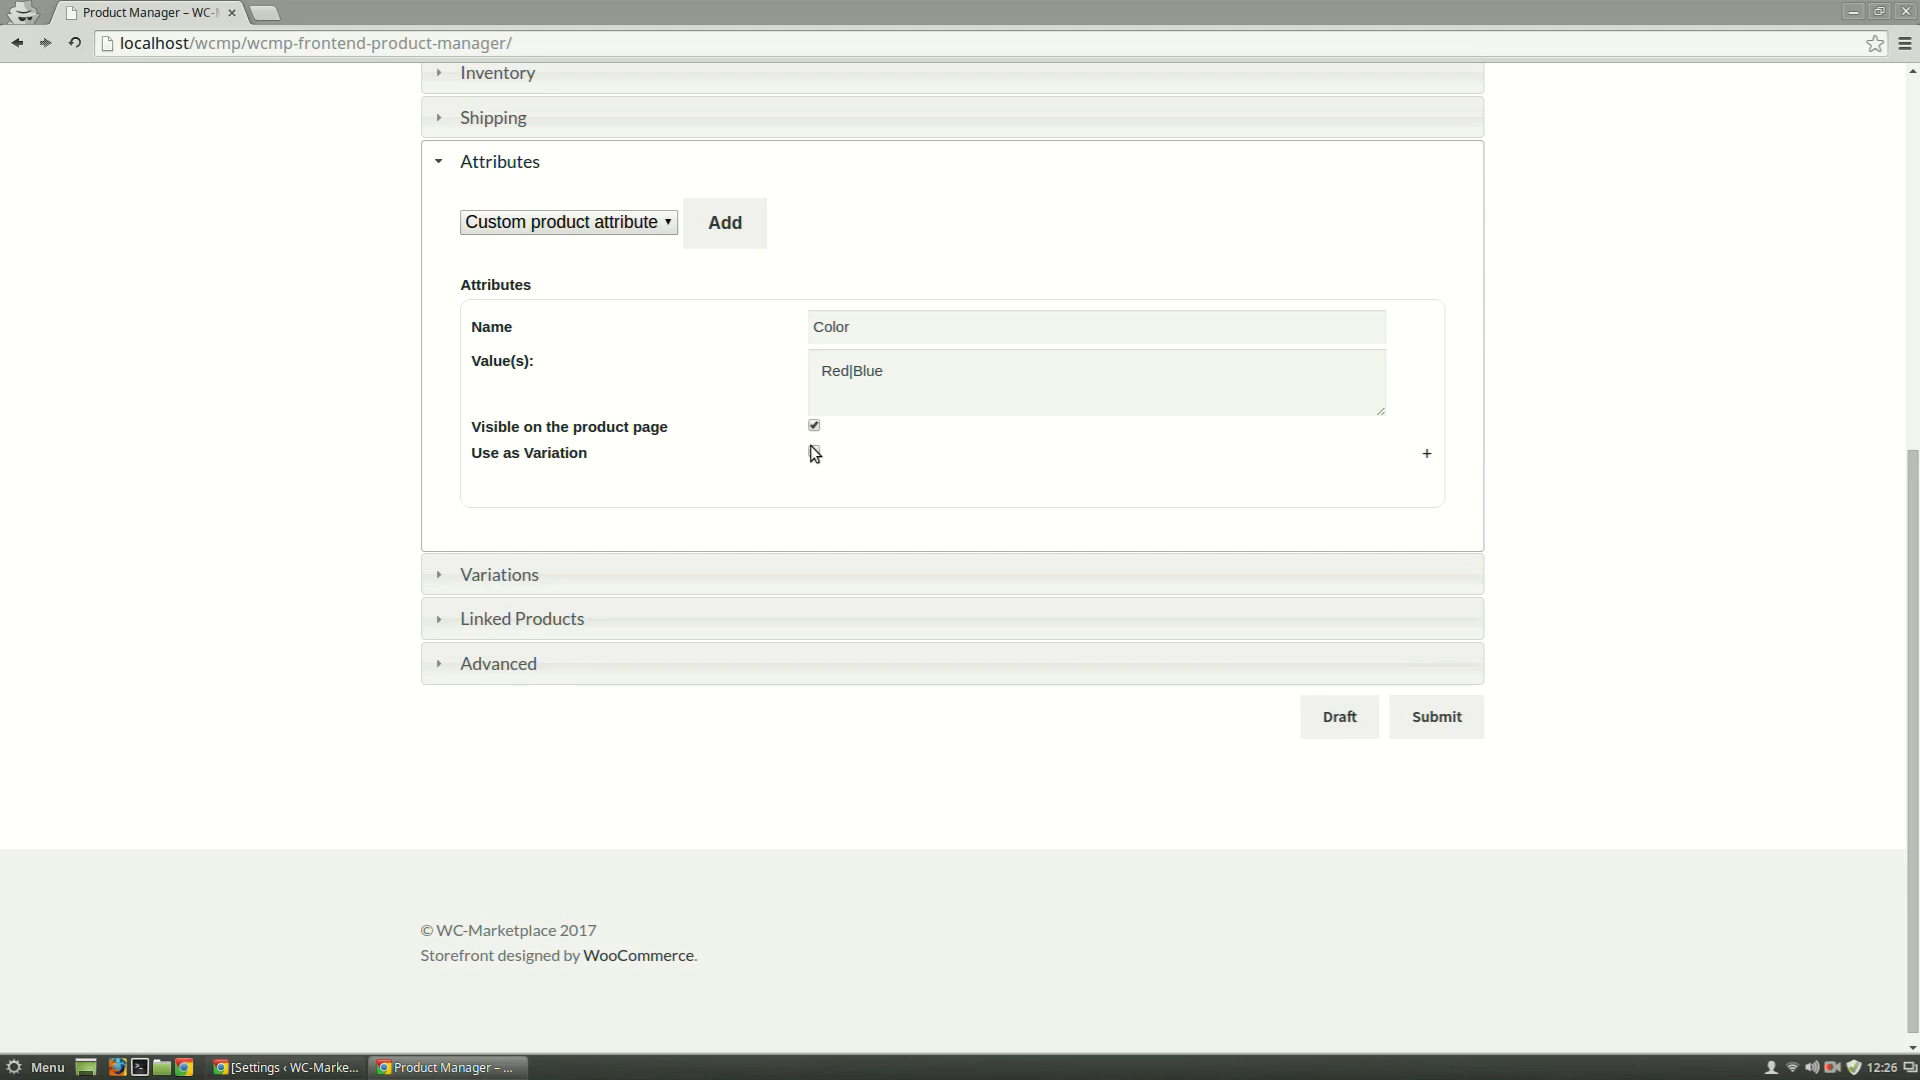 Product Manager – WC-
localhost/wcmp/wcmp-frontend-product-manager/
Inventory
Shipping
Attributes
Custom product attribute
Add
Attributes
Name
Color
Value(s):
Red|Blue
Visible on the product page
Use as Variation
+
Variations
Linked Products
Advanced
Draft
Submit
© WC-Marketplace 2017
Storefront designed by WooCommerce.
Menu
[Settings ‹ WC-Marke...
Product Manager – ...
12:26